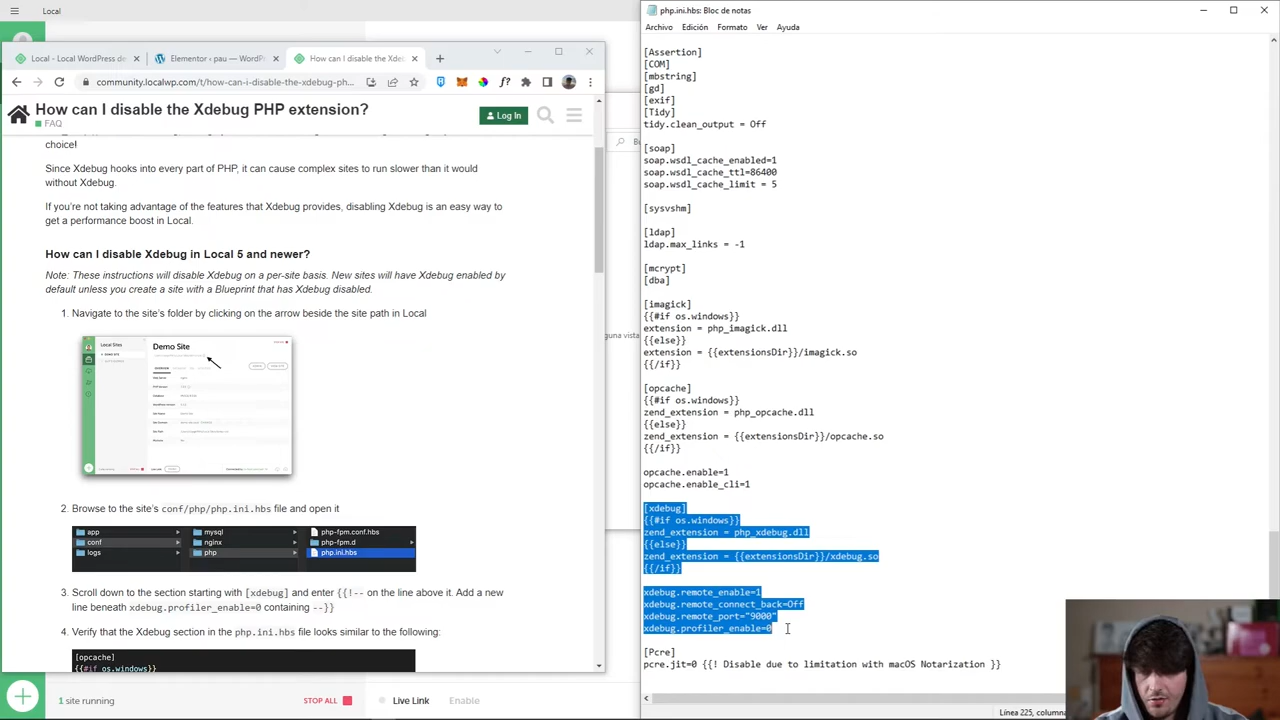 Local
Local - Local WordPress de
Elementor ‹ pau — WordP
How can I disable the Xde
community.localwp.com/t/how-can-i-disable-the-xdebug-ph...
How can I disable the Xdebug PHP extension?
FAQ
Log In
choice!
Since Xdebug hooks into every part of PHP, it can cause complex sites to run slower than it would
without Xdebug.
If you're not taking advantage of the features that Xdebug provides, disabling Xdebug is an easy way to
get a performance boost in Local.
How can I disable Xdebug in Local 5 and newer?
Note: These instructions will disable Xdebug on a per-site basis. New sites will have Xdebug enabled by
default unless you create a site with a Blueprint that has Xdebug disabled.
1. Navigate to the site's folder by clicking on the arrow beside the site path in Local
Local Sites
Demo Site
2. Browse to the site's conf/php/php.ini.hbs file and open it
app
mysql
php-fpm.conf.hbs
conf
nginx
php-fpm.d
logs
php
php.ini.hbs
3. Scroll down to the section starting with [xdebug] and enter {{!-- on the line above it. Add a new
line beneath xdebug.profiler_enable=0 containing --}}
4. Verify that the Xdebug section in the php.ini.hbs file looks similar to the following:
[opcache]
{{#if os.windows}}
1 site running
STOP ALL
Live Link
Enable
Bu
guna vista
php.ini.hbs: Bloc de notas
Archivo Edición Formato Ver Ayuda
[Assertion]
[COM]
[mbstring]
[gd]
[exif]
[Tidy]
tidy.clean_output = Off
[soap]
soap.wsdl_cache_enabled=1
soap.wsdl_cache_ttl=86400
soap.wsdl_cache_limit = 5
[sysvshm]
[ldap]
ldap.max_links = -1
[mcrypt]
[dba]
[imagick]
{{#if os.windows}}
extension = php_imagick.dll
{{else}}
extension = {{extensionsDir}}/imagick.so
{{/if}}
[opcache]
{{#if os.windows}}
zend_extension = php_opcache.dll
{{else}}
zend_extension = {{extensionsDir}}/opcache.so
{{/if}}
opcache.enable=1
opcache.enable_cli=1
[xdebug]
{{#if os.windows}}
zend_extension = php_xdebug.dll
{{else}}
zend_extension = {{extensionsDir}}/xdebug.so
{{/if}}
xdebug.remote_enable=1
xdebug.remote_connect_back=Off
xdebug.remote_port="9000"
xdebug.profiler_enable=0
[Pcre]
pcre.jit=0 {{! Disable due to limitation with macOS Notarization }}
Línea 225, columna